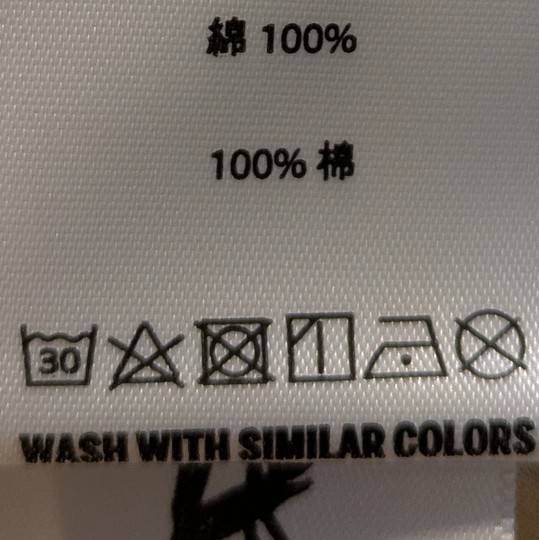 綿 100%
100% 棉
30
WASH WITH SIMILAR COLORS